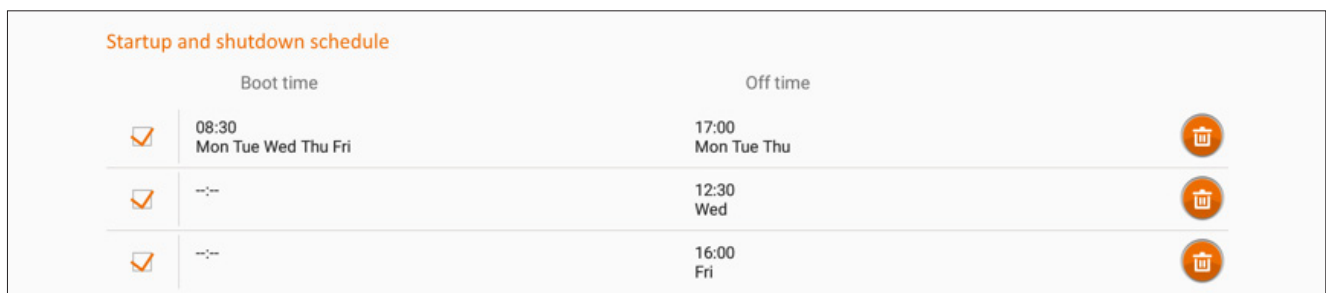 Startup and shutdown schedule
Boot time Off time
08:30 17:00
Mon Tue Wed Thu Fri Mon Tue Thu
--:-- 12:30
Wed
--:-- 16:00
Fri